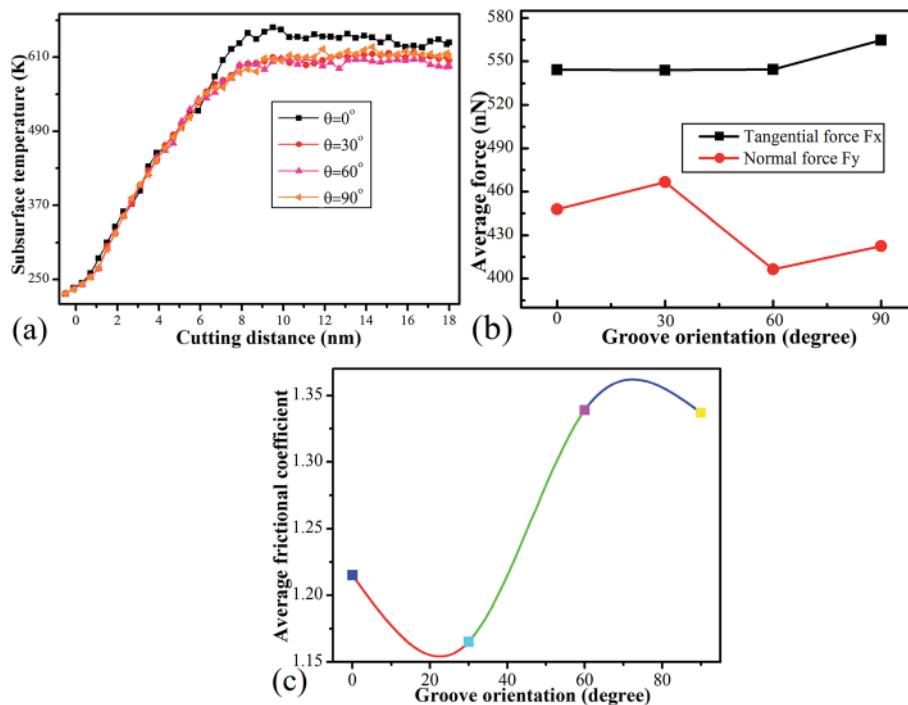 Subsurface temperature (K)
610
490
370
250
θ=0°
θ=30°
θ=60°
θ=90°
0 2 4 6 8 10 12 14 16 18
Cutting distance (nm)
(a)
Average force (nN)
580
550
520
490
460
430
400
Tangential force Fx
Normal force Fy
0 30 60 90
Groove orientation (degree)
(b)
Average frictional coefficient
1.35
1.30
1.25
1.20
1.15
0 20 40 60 80
Groove orientation (degree)
(c)